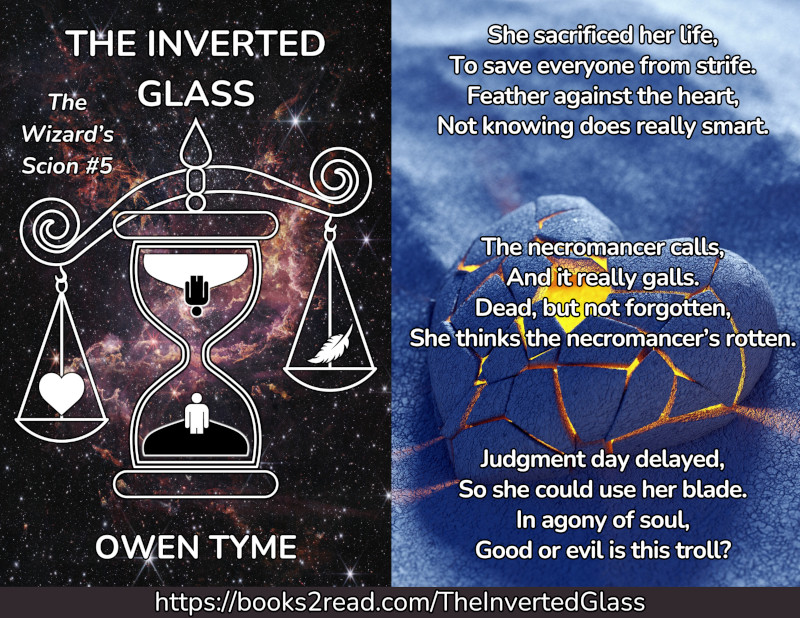 THE INVERTED
GLASS
The
Wizard's
Scion #5
OWEN TYME
She sacrificed her life,
To save everyone from strife.
Feather against the heart,
Not knowing does really smart.
The necromancer calls,
And it really galls.
Dead, but not forgotten,
She thinks the necromancer's rotten.
Judgment day delayed,
So she could use her blade.
In agony of soul,
Good or evil is this troll?
https://books2read.com/TheInvertedGlass